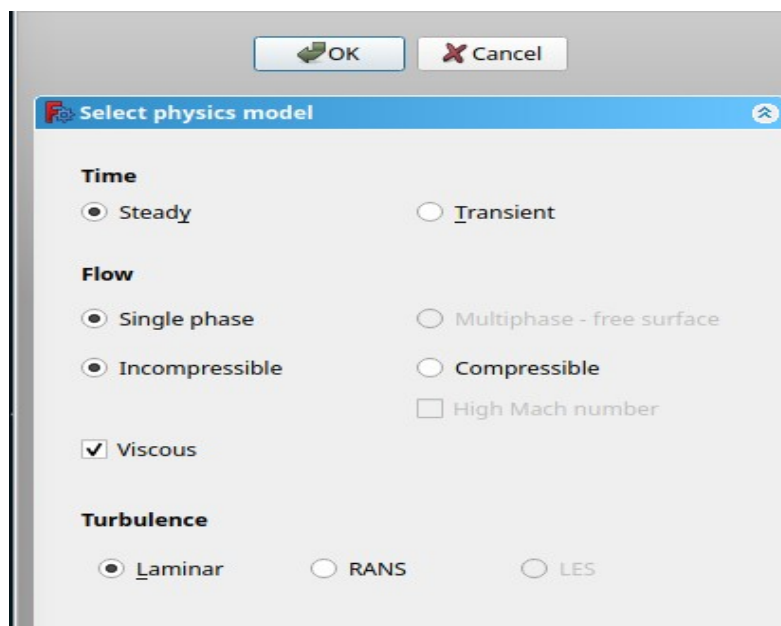 OK Cancel
Select physics model
Time
Steady Transient
Flow
Single phase Multiphase - free surface
Incompressible Compressible
High Mach number
Viscous
Turbulence
Laminar RANS LES